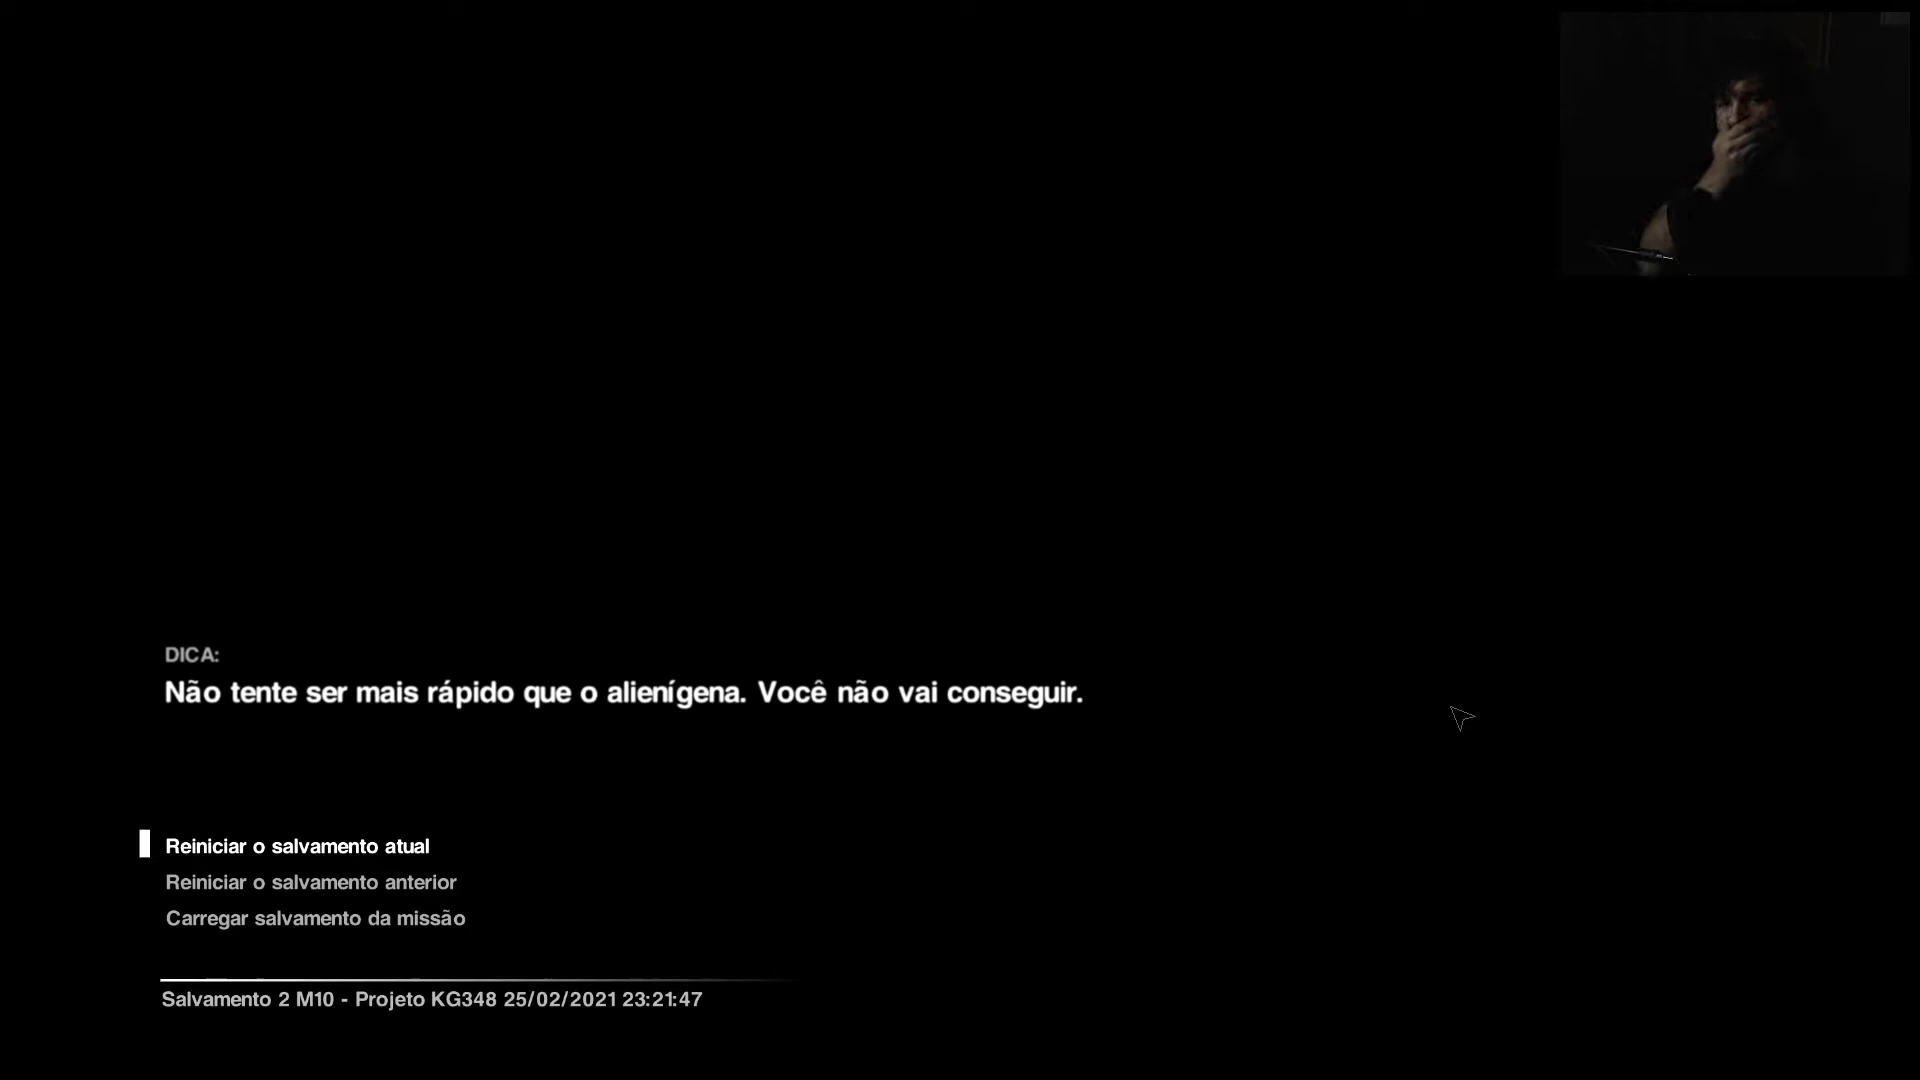 DICA:
Não tente ser mais rápido que o alienígena. Você não vai conseguir.
Reiniciar o salvamento atual
Reiniciar o salvamento anterior
Carregar salvamento da missão
Salvamento 2 M10 - Projeto KG348 25/02/2021 23:21:47